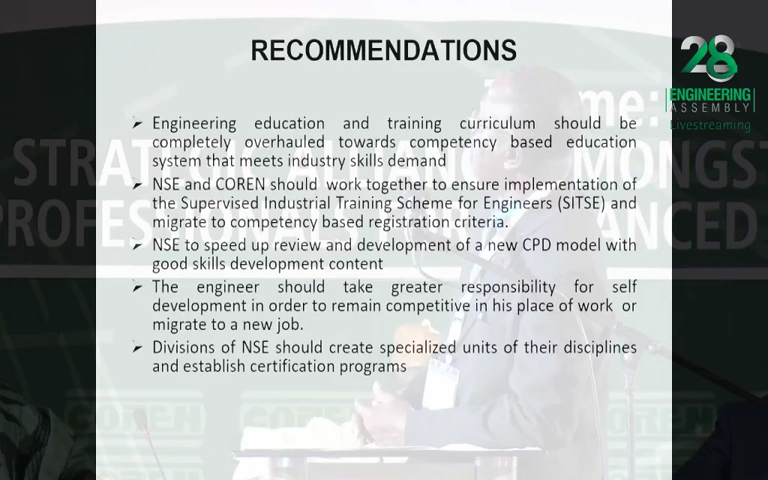 RECOMMENDATIONS
28
ENGINEERING
ASSEMBLY
Livestreaming
Engineering education and training curriculum should be
completely overhauled towards competency based education
system that meets industry skills demand
NSE and COREN should work together to ensure implementation of
the Supervised Industrial Training Scheme for Engineers (SITSE) and
migrate to competency based registration criteria.
NSE to speed up review and development of a new CPD model with
good skills development content
The engineer should take greater responsibility for self
development in order to remain competitive in his place of work or
migrate to a new job.
Divisions of NSE should create specialized units of their disciplines
and establish certification programs
COREN
COREN